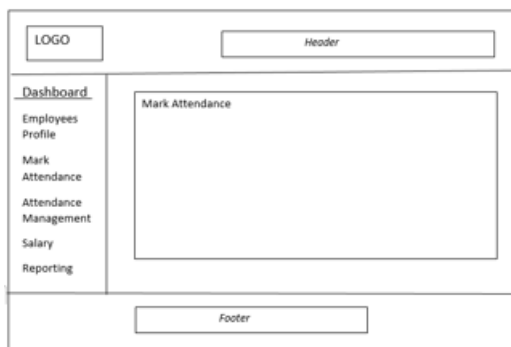 LOGO
Header
Dashboard
Employees
Profile
Mark
Attendance
Attendance
Management
Salary
Reporting
Mark Attendance
Footer